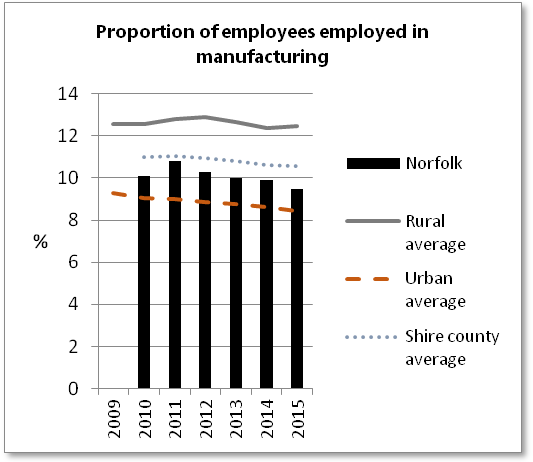 Proportion of employees employed in
manufacturing
14
12
10
8
6
4
2
0
%
2009
2010
2011
2012
2013
2014
2015
Norfolk
Rural
average
Urban
average
Shire county
average